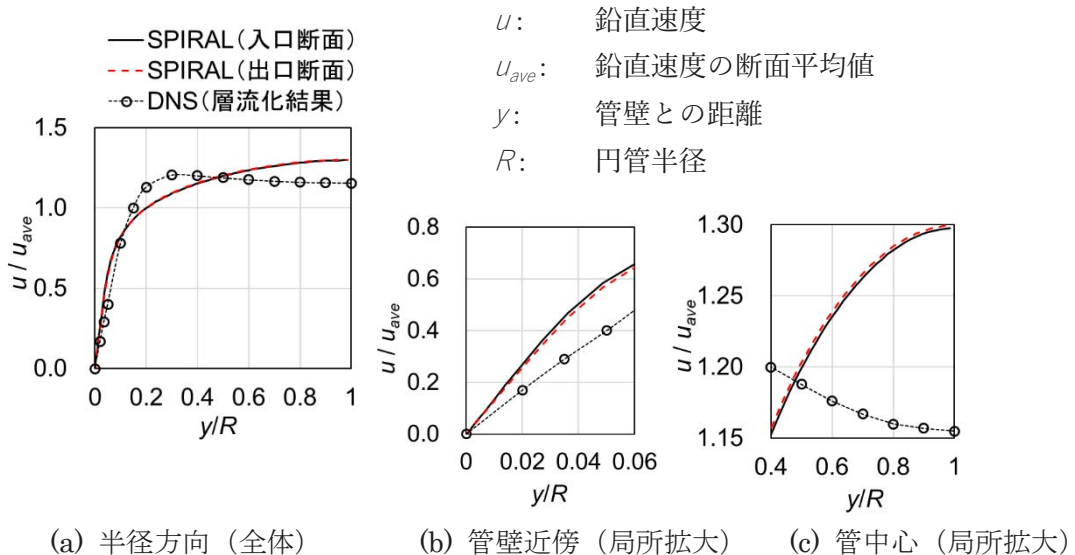 SPIRAL(入口断面)
SPIRAL(出口断面)
DNS(層流化結果)
u: 鉛直速度
u_ave: 鉛直速度の断面平均値
y: 管壁との距離
R: 円管半径
1.5
1.0
0.5
0.0
u / u_ave
0 0.2 0.4 0.6 0.8 1
y/R
0.8
0.6
0.4
0.2
0.0
u / u_ave
0 0.02 0.04 0.06
y/R
1.30
1.25
1.20
1.15
u / u_ave
0.4 0.6 0.8 1
y/R
(a) 半径方向(全体)
(b) 管壁近傍(局所拡大)
(c) 管中心(局所拡大)